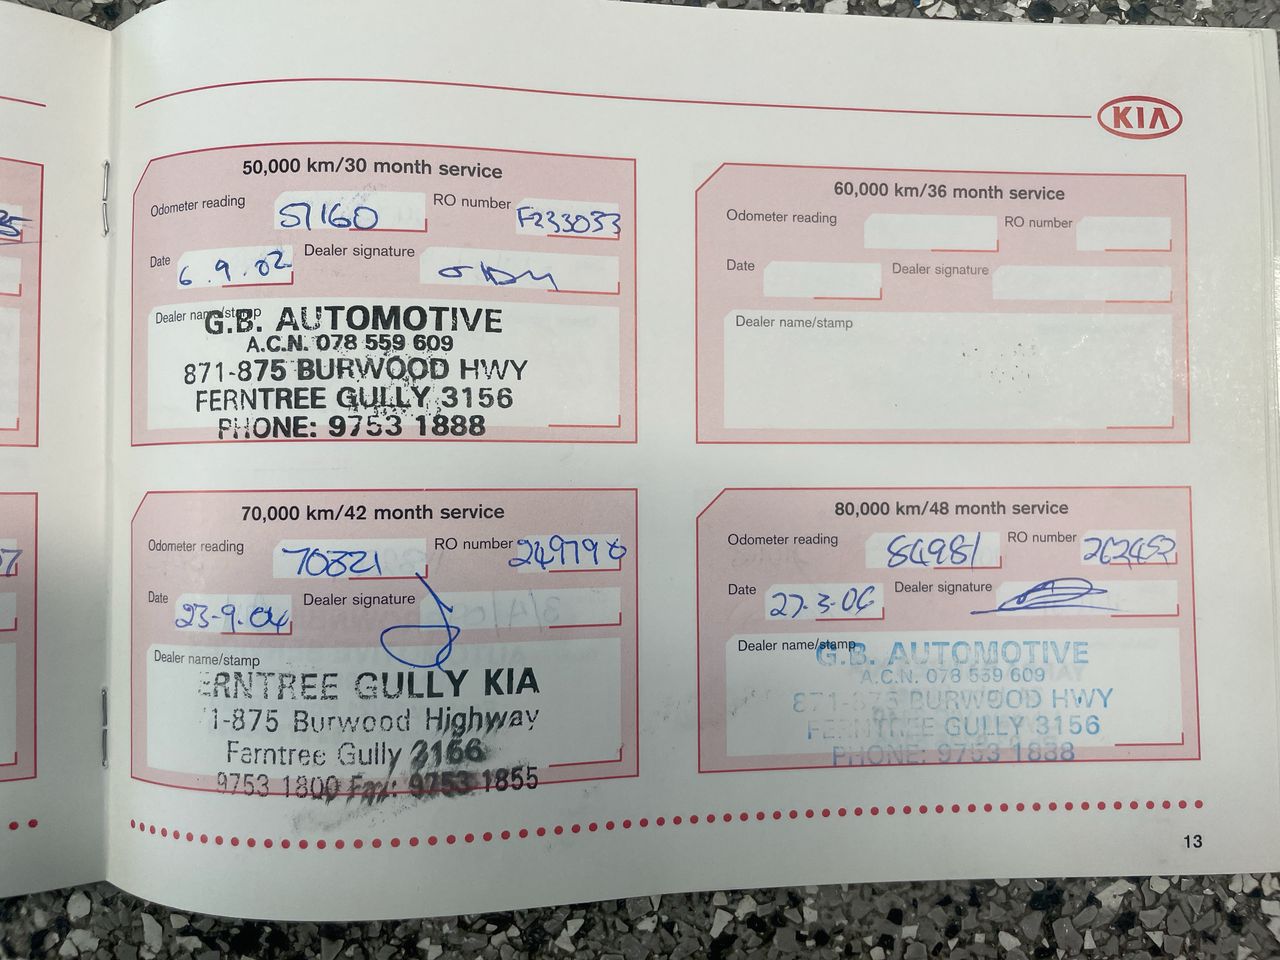 KIA
50,000 km/30 month service
Odometer reading 51160 RO number F233033
Date 6.9.02 Dealer signature
Dealer name/stamp
G.B. AUTOMOTIVE
A.C.N. 078 559 609
871-875 BURWOOD HWY
FERNTREE GULLY 3156
PHONE: 9753 1888
60,000 km/36 month service
Odometer reading RO number
Date Dealer signature
Dealer name/stamp
70,000 km/42 month service
Odometer reading 70821 RO number 249798
Date 23-9.04 Dealer signature
Dealer name/stamp
ERNTREE GULLY KIA
1-875 Burwood Highway
Farntree Gully 3156
9753 1800 Fax: 9753 1855
80,000 km/48 month service
Odometer reading 84981 RO number 262452
Date 27.3.06 Dealer signature
Dealer name/stamp
G.B. AUTOMOTIVE
A.C.N. 078 559 609
871-875 BURWOOD HWY
FERNTREE GULLY 3156
PHONE: 9753 1888
13